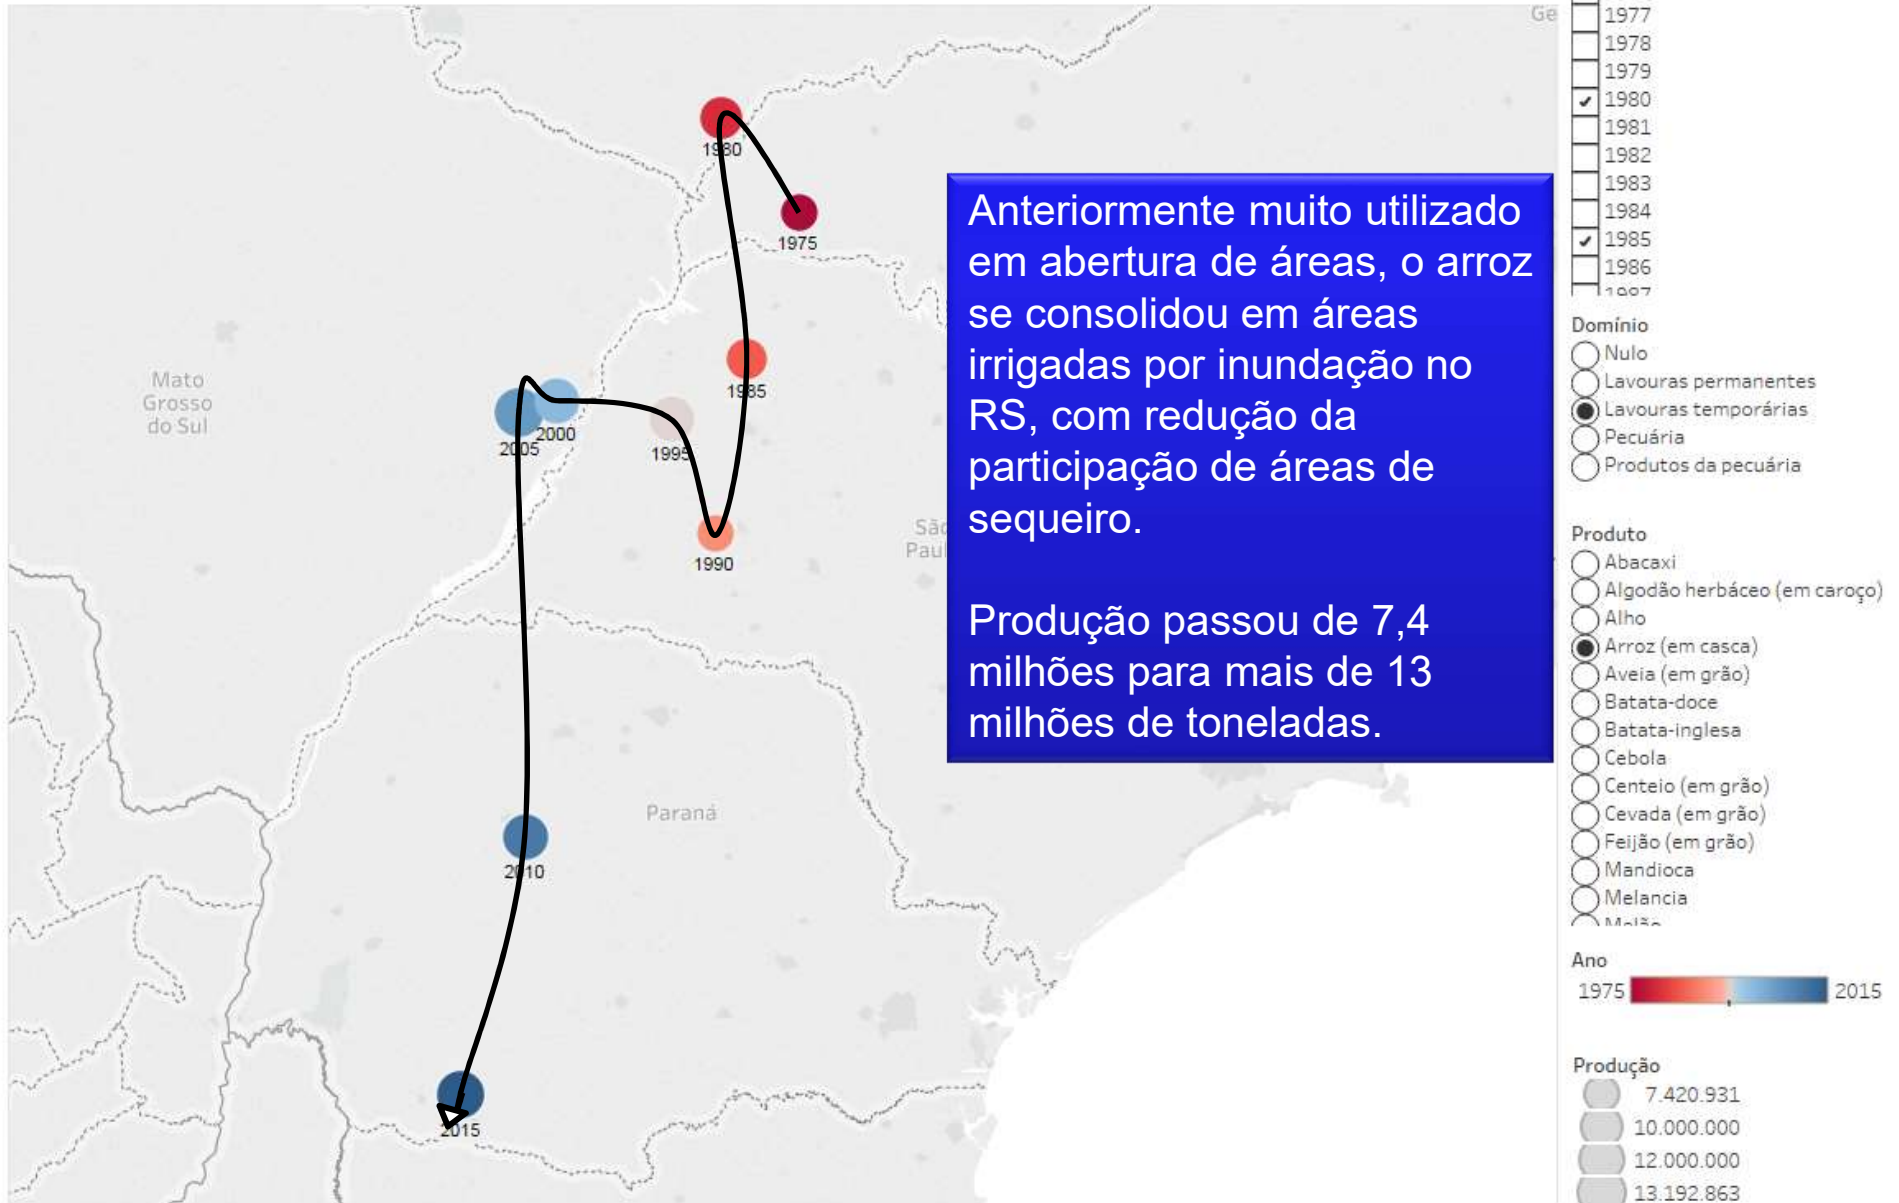 Ge
1980
1975
Mato
Grosso
do Sul
1985
2000
2005
1995
1990
São
Paul
Paraná
2010
2015
Anteriormente muito utilizado
em abertura de áreas, o arroz
se consolidou em áreas
irrigadas por inundação no
RS, com redução da
participação de áreas de
sequeiro.
Produção passou de 7,4
milhões para mais de 13
milhões de toneladas.
1977
1978
1979
1980
1981
1982
1983
1984
1985
1986
1987
Domínio
Nulo
Lavouras permanentes
Lavouras temporárias
Pecuária
Produtos da pecuária
Produto
Abacaxi
Algodão herbáceo (em caroço)
Alho
Arroz (em casca)
Aveia (em grão)
Batata-doce
Batata-inglesa
Cebola
Centeio (em grão)
Cevada (em grão)
Feijão (em grão)
Mandioca
Melancia
Melão
Ano
1975 2015
Produção
7.420.931
10.000.000
12.000.000
13.192.863